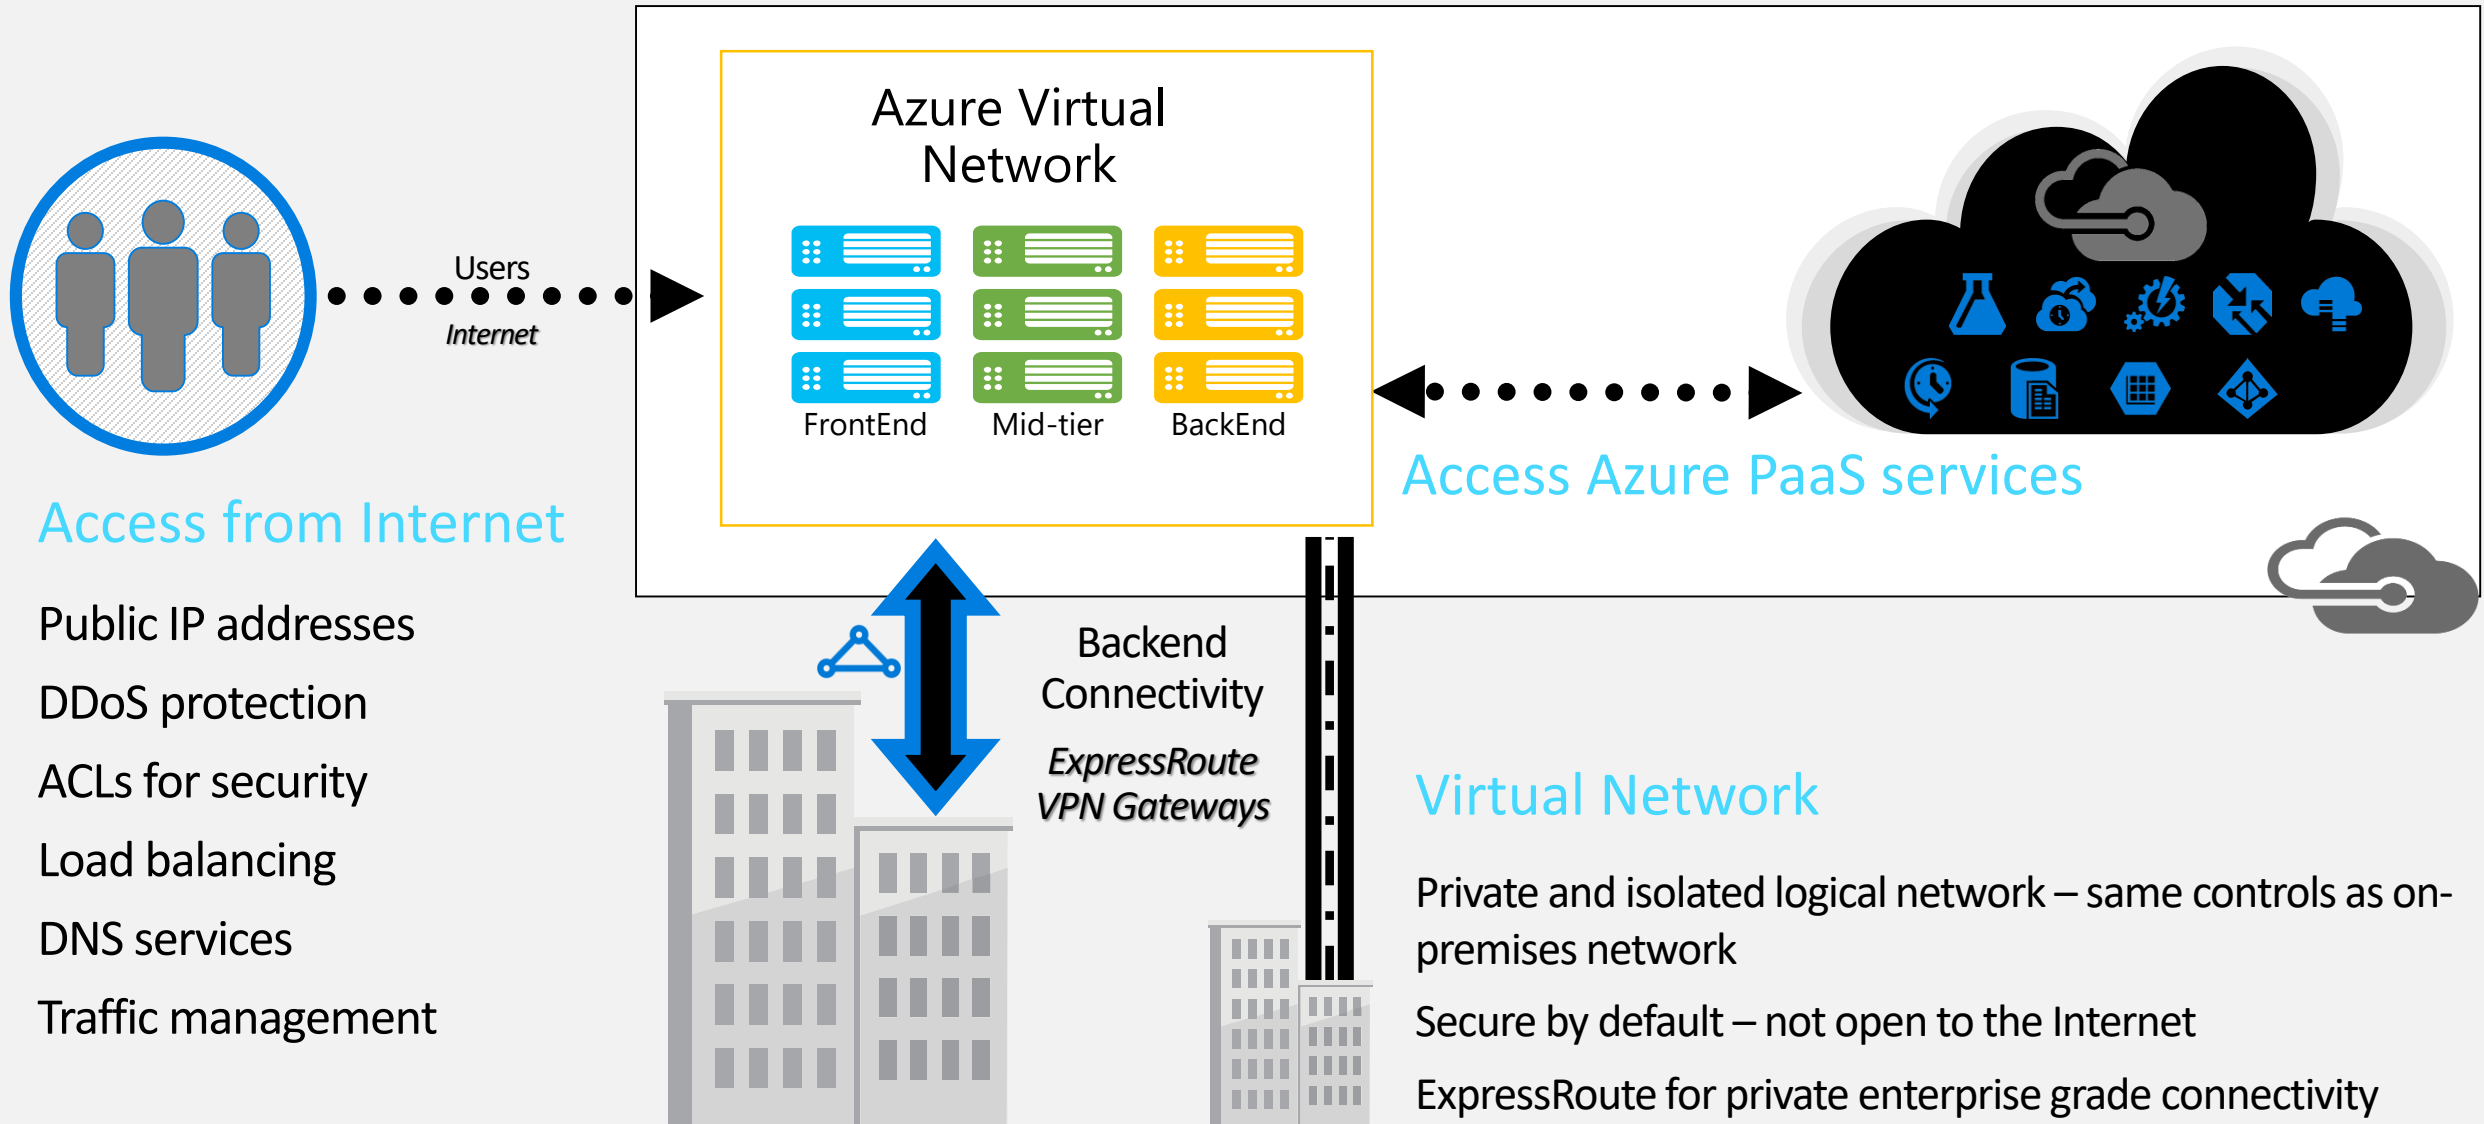 Azure Virtual
Network
FrontEnd
Mid-tier
BackEnd
Users
Internet
Access Azure PaaS services
Access from Internet
Public IP addresses
DDoS protection
ACLs for security
Load balancing
DNS services
Traffic management
Backend
Connectivity
ExpressRoute
VPN Gateways
Virtual Network
Private and isolated logical network – same controls as on-
premises network
Secure by default – not open to the Internet
ExpressRoute for private enterprise grade connectivity